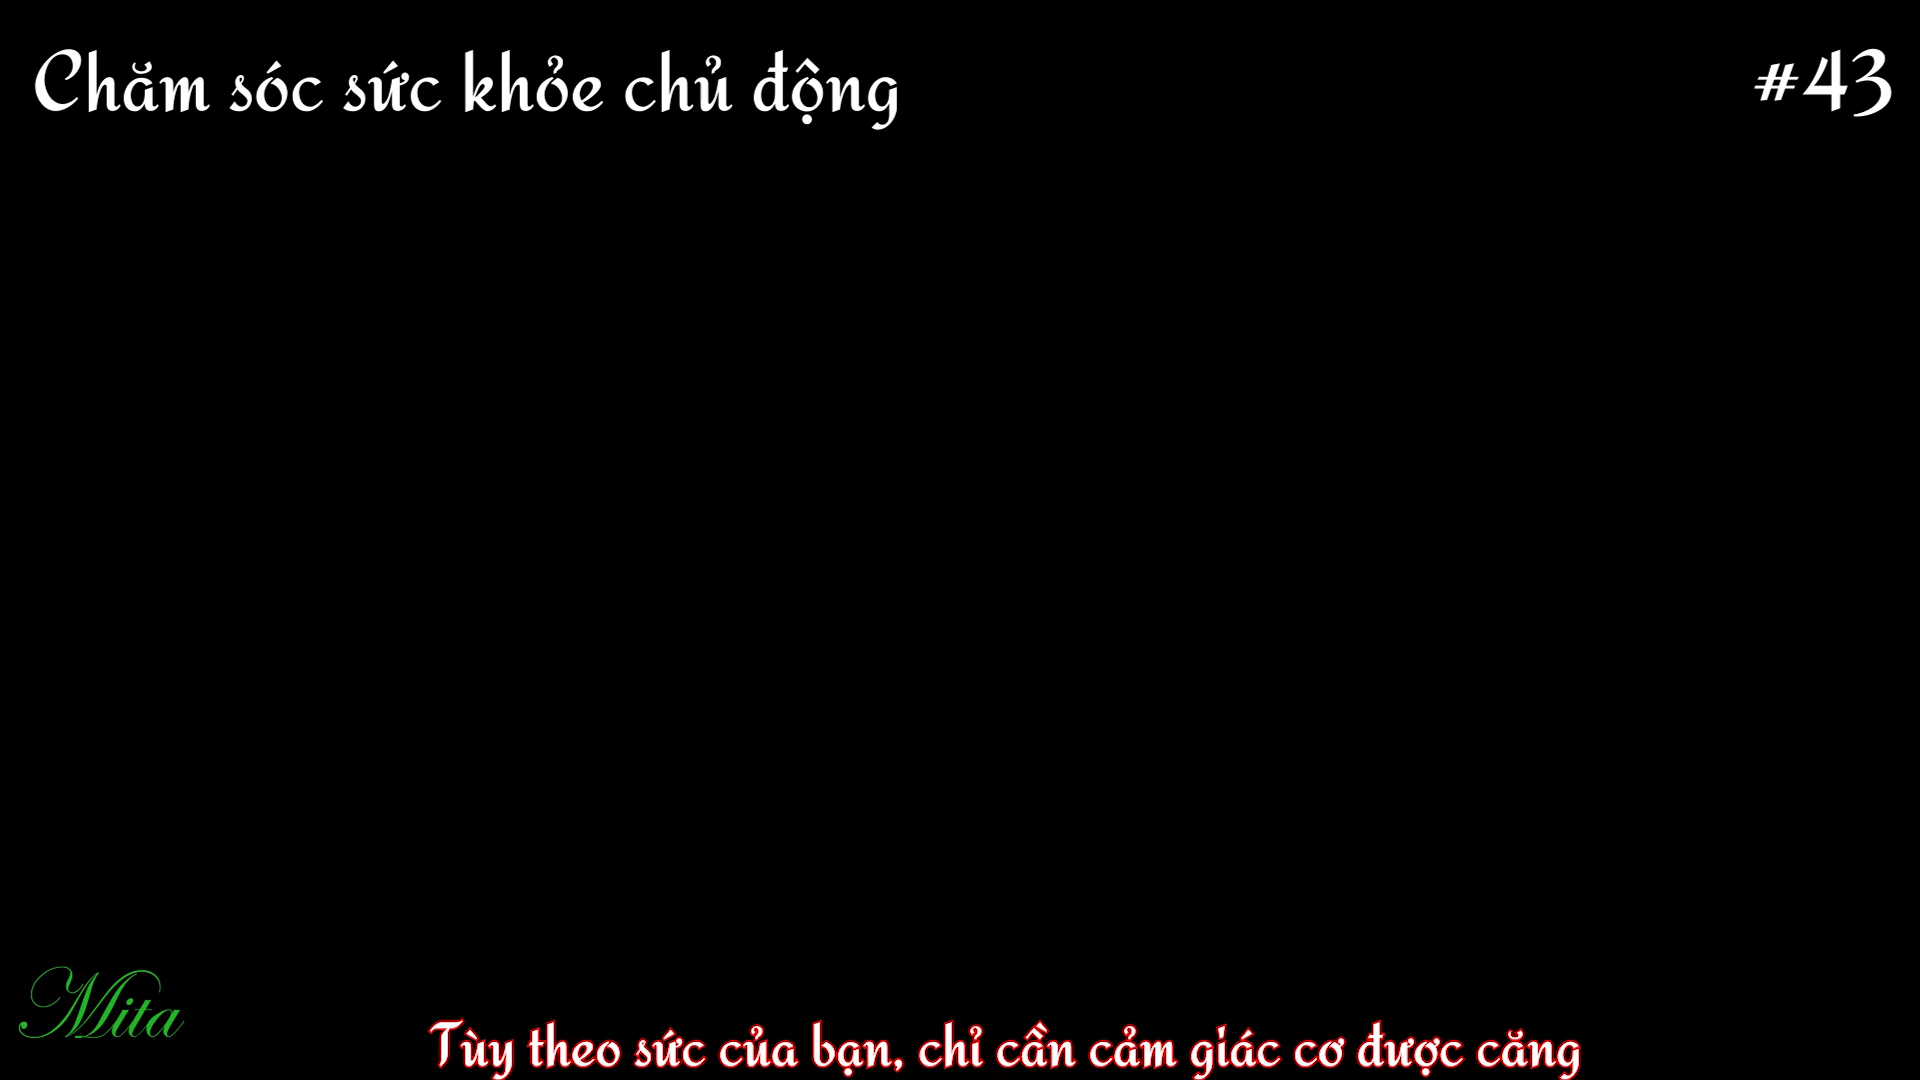 Chăm sóc sức khỏe chủ động
#43
Mita
Tùy theo sức của bạn, chỉ cần cảm giác cơ được căng